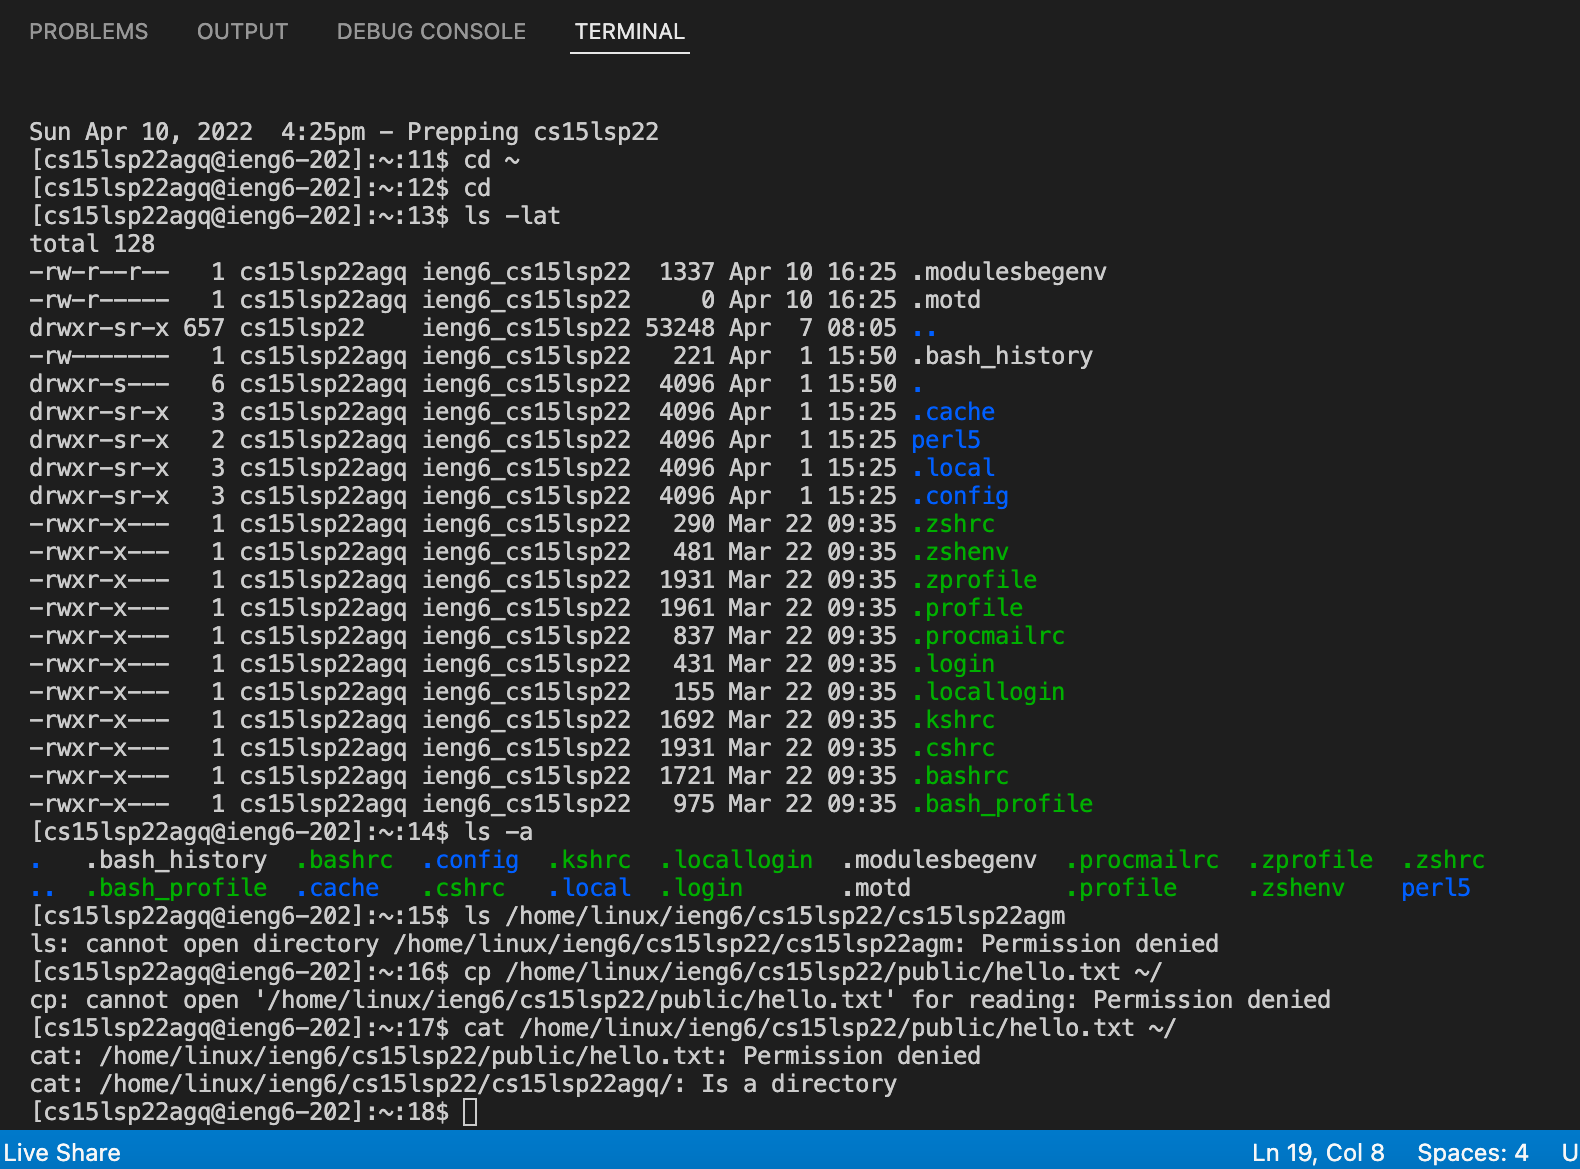 PROBLEMS OUTPUT DEBUG CONSOLE TERMINAL
Sun Apr 10, 2022  4:25pm - Prepping cs15lsp22
[cs15lsp22agq@ieng6-202]:~:11$ cd ~
[cs15lsp22agq@ieng6-202]:~:12$ cd
[cs15lsp22agq@ieng6-202]:~:13$ ls -lat
total 128
-rw-r--r--   1 cs15lsp22agq ieng6_cs15lsp22  1337 Apr 10 16:25 .modulesbegenv
-rw-r-----   1 cs15lsp22agq ieng6_cs15lsp22     0 Apr 10 16:25 .motd
drwxr-sr-x 657 cs15lsp22    ieng6_cs15lsp22 53248 Apr  7 08:05 ..
-rw-------   1 cs15lsp22agq ieng6_cs15lsp22   221 Apr  1 15:50 .bash_history
drwxr-s---   6 cs15lsp22agq ieng6_cs15lsp22  4096 Apr  1 15:50 .
drwxr-sr-x   3 cs15lsp22agq ieng6_cs15lsp22  4096 Apr  1 15:25 .cache
drwxr-sr-x   2 cs15lsp22agq ieng6_cs15lsp22  4096 Apr  1 15:25 perl5
drwxr-sr-x   3 cs15lsp22agq ieng6_cs15lsp22  4096 Apr  1 15:25 .local
drwxr-sr-x   3 cs15lsp22agq ieng6_cs15lsp22  4096 Apr  1 15:25 .config
-rwxr-x---   1 cs15lsp22agq ieng6_cs15lsp22   290 Mar 22 09:35 .zshrc
-rwxr-x---   1 cs15lsp22agq ieng6_cs15lsp22   481 Mar 22 09:35 .zshenv
-rwxr-x---   1 cs15lsp22agq ieng6_cs15lsp22  1931 Mar 22 09:35 .zprofile
-rwxr-x---   1 cs15lsp22agq ieng6_cs15lsp22  1961 Mar 22 09:35 .profile
-rwxr-x---   1 cs15lsp22agq ieng6_cs15lsp22   837 Mar 22 09:35 .procmailrc
-rwxr-x---   1 cs15lsp22agq ieng6_cs15lsp22   431 Mar 22 09:35 .login
-rwxr-x---   1 cs15lsp22agq ieng6_cs15lsp22   155 Mar 22 09:35 .locallogin
-rwxr-x---   1 cs15lsp22agq ieng6_cs15lsp22  1692 Mar 22 09:35 .kshrc
-rwxr-x---   1 cs15lsp22agq ieng6_cs15lsp22  1931 Mar 22 09:35 .cshrc
-rwxr-x---   1 cs15lsp22agq ieng6_cs15lsp22  1721 Mar 22 09:35 .bashrc
-rwxr-x---   1 cs15lsp22agq ieng6_cs15lsp22   975 Mar 22 09:35 .bash_profile
[cs15lsp22agq@ieng6-202]:~:14$ ls -a
.   .bash_history  .bashrc  .config  .kshrc  .locallogin  .modulesbegenv  .procmailrc  .zprofile  .zshrc
..  .bash_profile  .cache   .cshrc   .local  .login       .motd           .profile     .zshenv    perl5
[cs15lsp22agq@ieng6-202]:~:15$ ls /home/linux/ieng6/cs15lsp22/cs15lsp22agm
ls: cannot open directory /home/linux/ieng6/cs15lsp22/cs15lsp22agm: Permission denied
[cs15lsp22agq@ieng6-202]:~:16$ cp /home/linux/ieng6/cs15lsp22/public/hello.txt ~/
cp: cannot open '/home/linux/ieng6/cs15lsp22/public/hello.txt' for reading: Permission denied
[cs15lsp22agq@ieng6-202]:~:17$ cat /home/linux/ieng6/cs15lsp22/public/hello.txt ~/
cat: /home/linux/ieng6/cs15lsp22/public/hello.txt: Permission denied
cat: /home/linux/ieng6/cs15lsp22/cs15lsp22agq/: Is a directory
[cs15lsp22agq@ieng6-202]:~:18$
Live Share Ln 19, Col 8 Spaces: 4 U